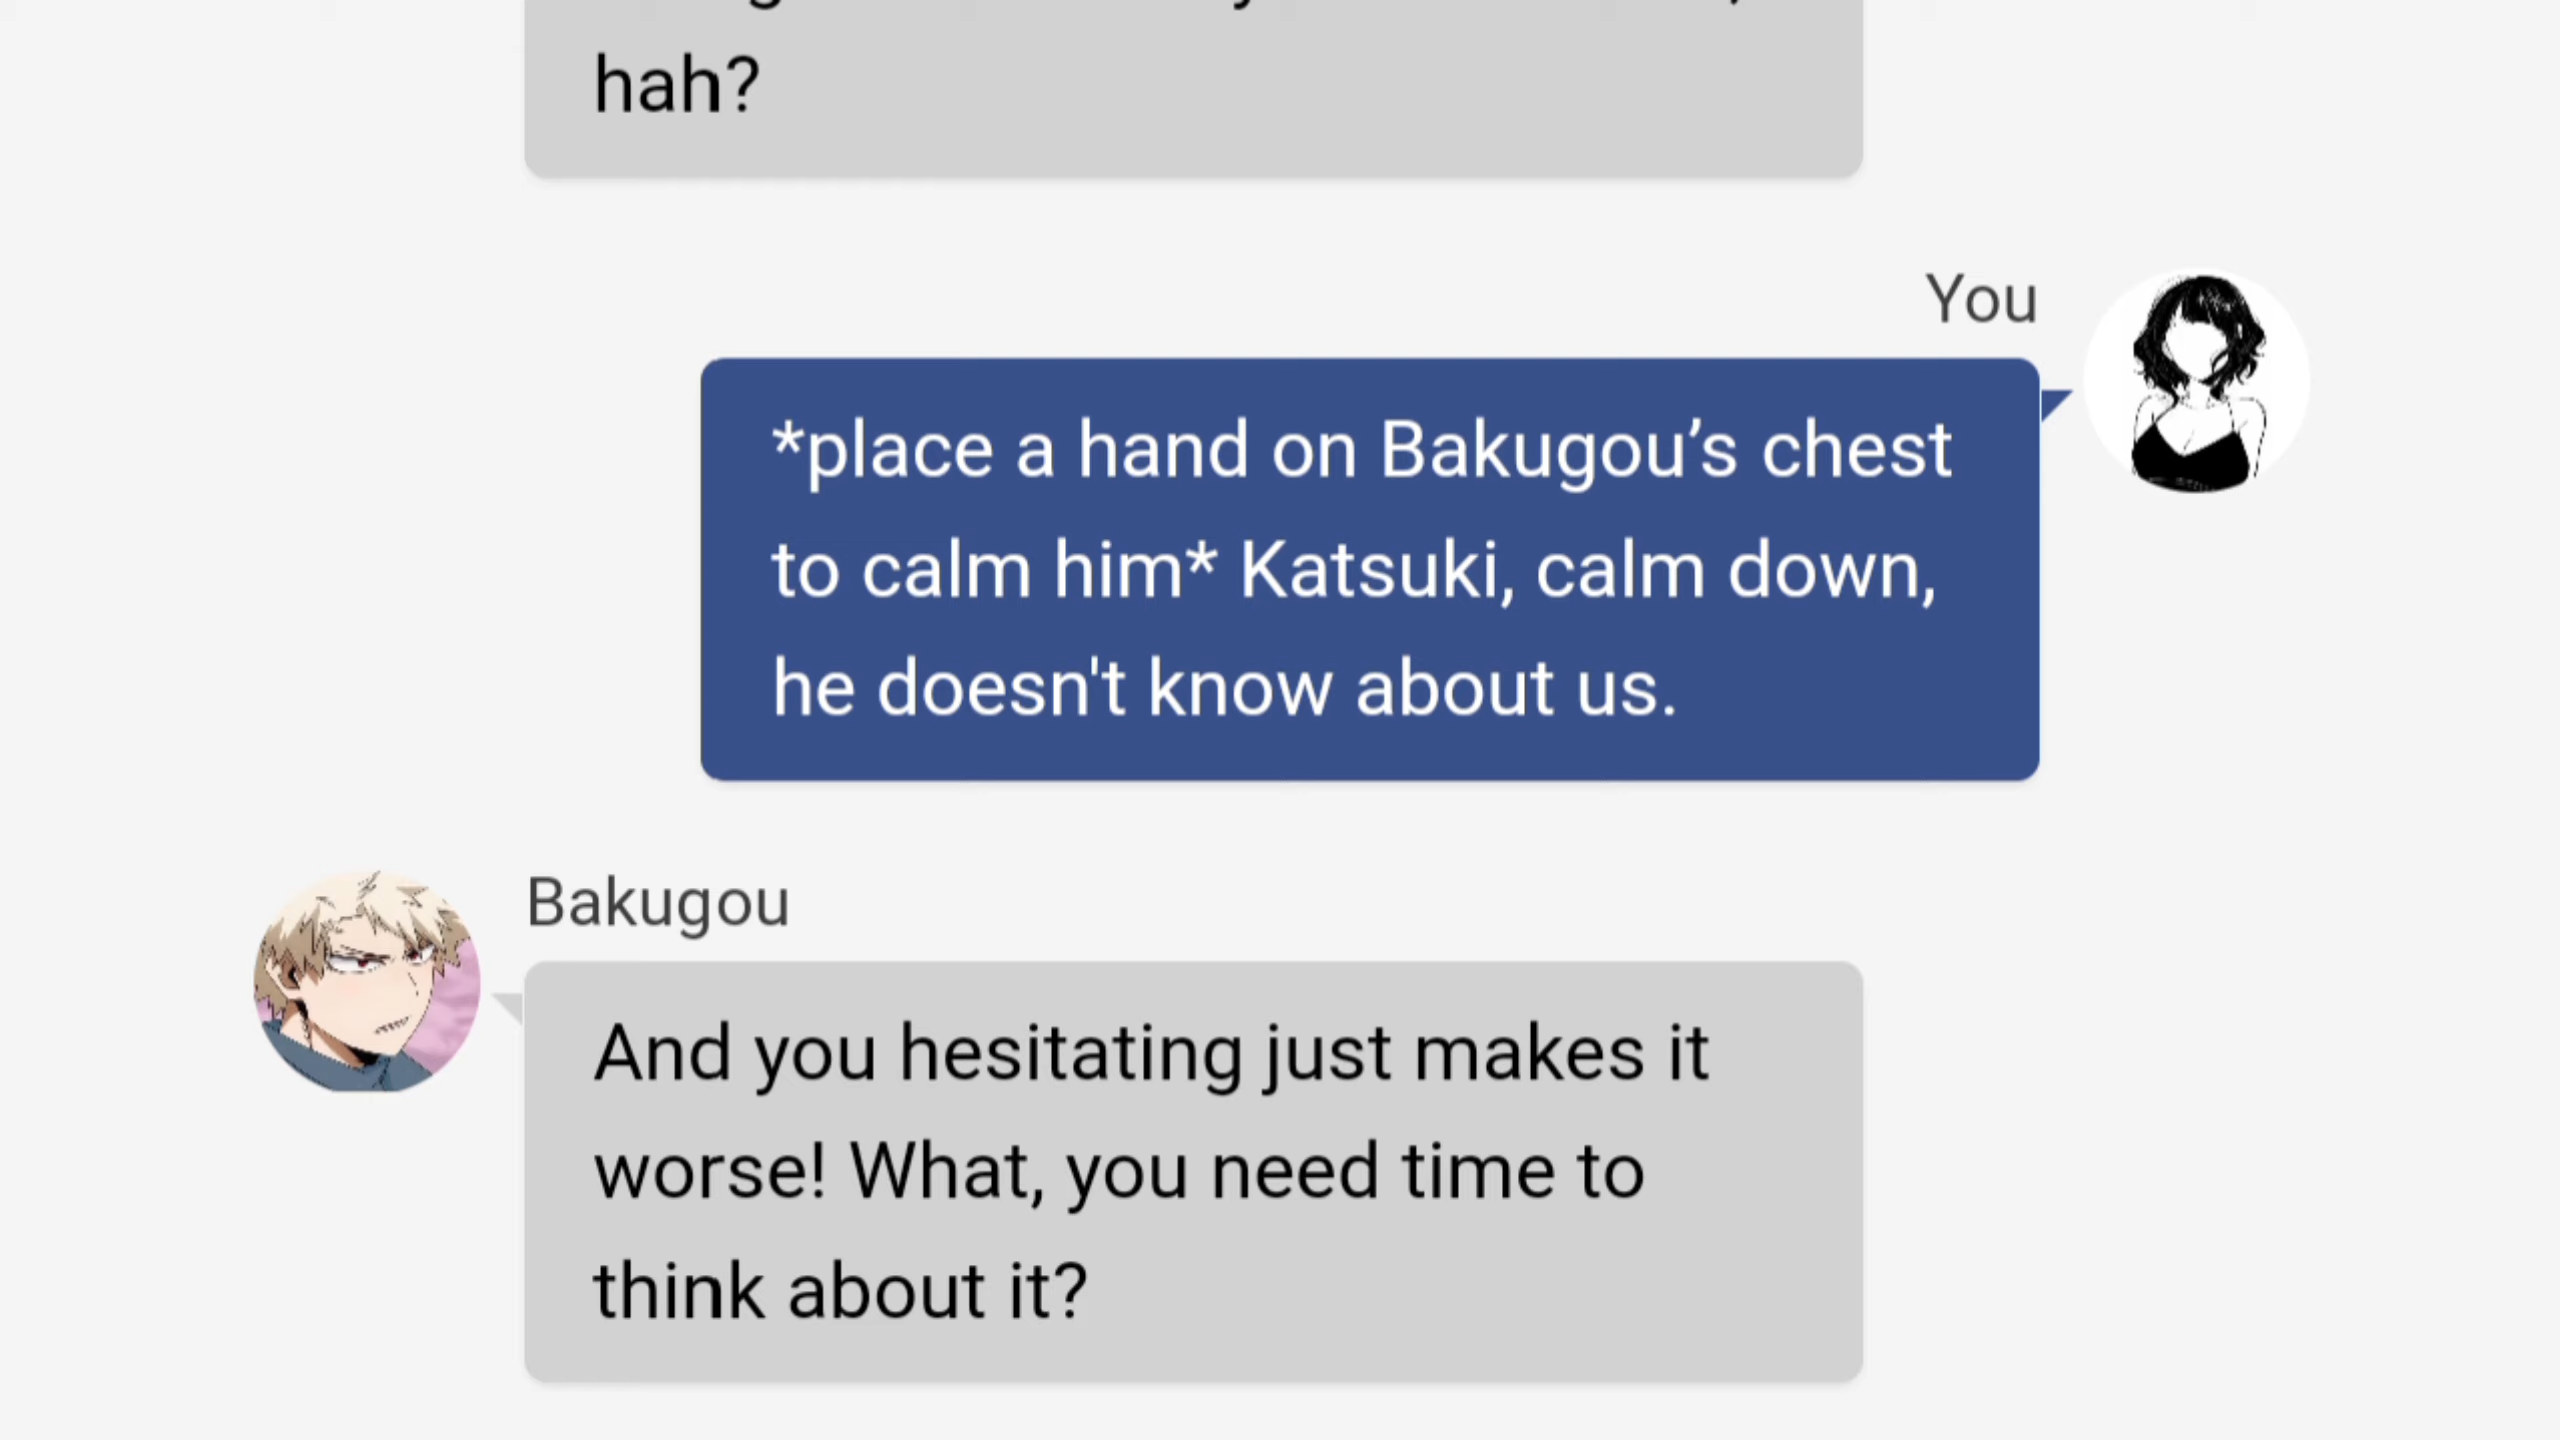 hah?
You
*place a hand on Bakugou’s chest
to calm him* Katsuki, calm down,
he doesn't know about us.
Bakugou
And you hesitating just makes it
worse! What, you need time to
think about it?